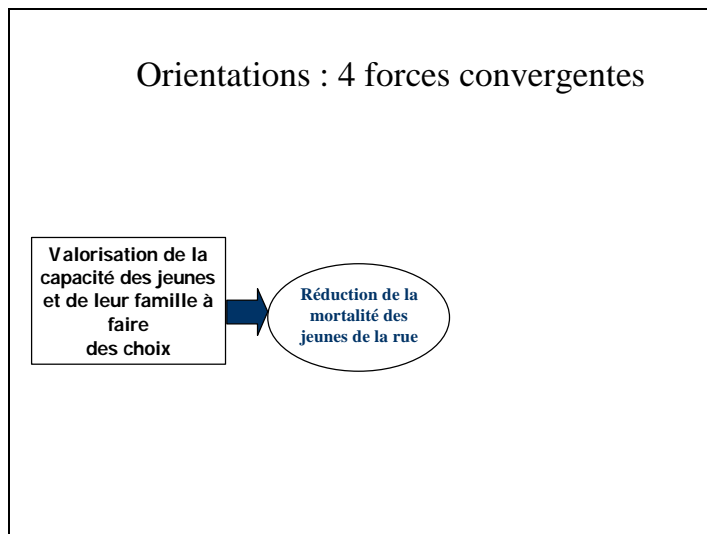 Orientations : 4 forces convergentes
Valorisation de la
capacité des jeunes
et de leur famille à
faire
des choix
Réduction de la
mortalité des
jeunes de la rue